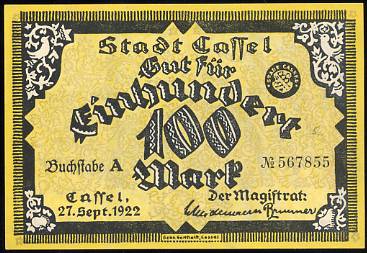 Stadt Cassel
Gut für
Einhundert
100
Mark
Buchstabe A
№ 567855
Cassel,
27. Sept. 1922
Der Magistrat: